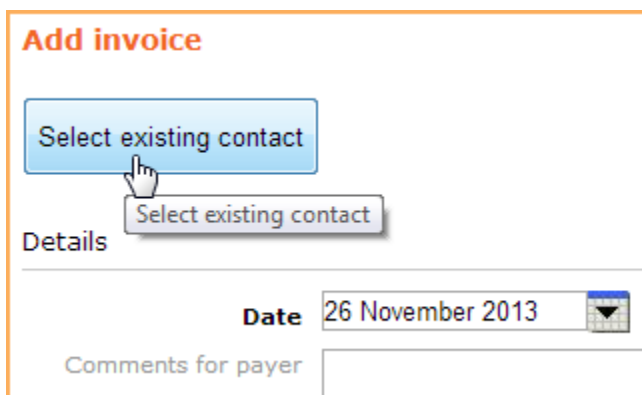 Add invoice
Select existing contact
Select existing contact
Details
Date 26 November 2013
Comments for payer